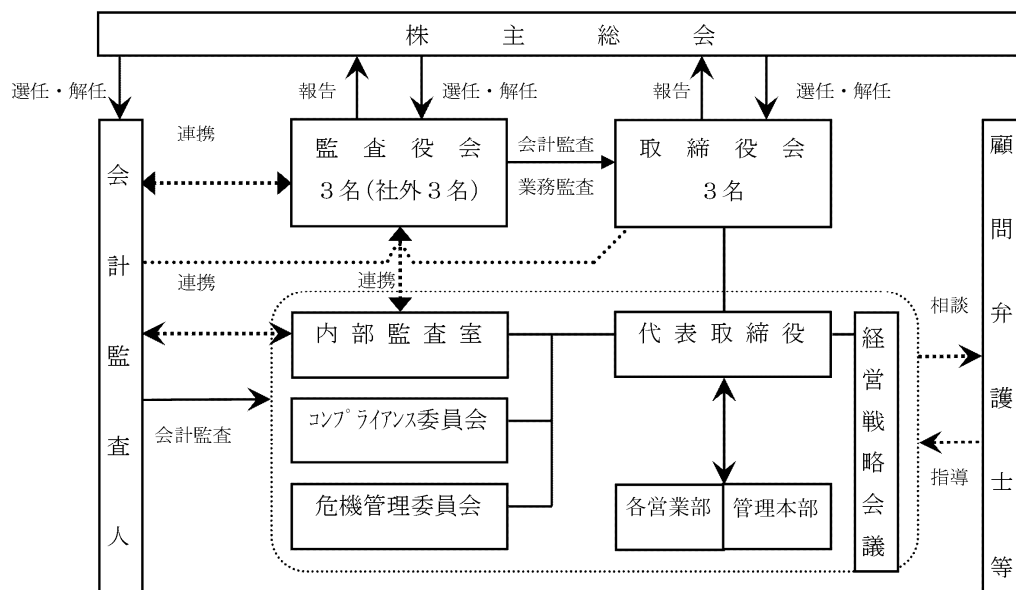 株主総会
選任・解任
報告
選任・解任
報告
選任・解任
連携
監査役会
3名(社外3名)
会計監査
業務監査
取締役会
3名
会計監査人
顧問弁護士等
連携
連携
内部監査室
代表取締役
経営戦略会議
相談
会計監査
コンプライアンス委員会
指導
危機管理委員会
各営業部
管理本部